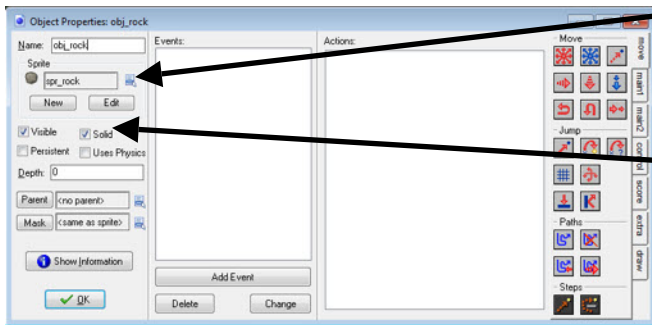 Object Properties: obj_rock
Name: obj_rock
Sprite
spr_rock
New Edit
Visible Solid
Persistent Uses Physics
Depth: 0
Parent <no parent>
Mask <same as sprite>
Show Information
OK
Events:
Add Event
Delete Change
Actions:
Move
Jump
Paths
Steps
move
main1
main2
control
score
extra
draw